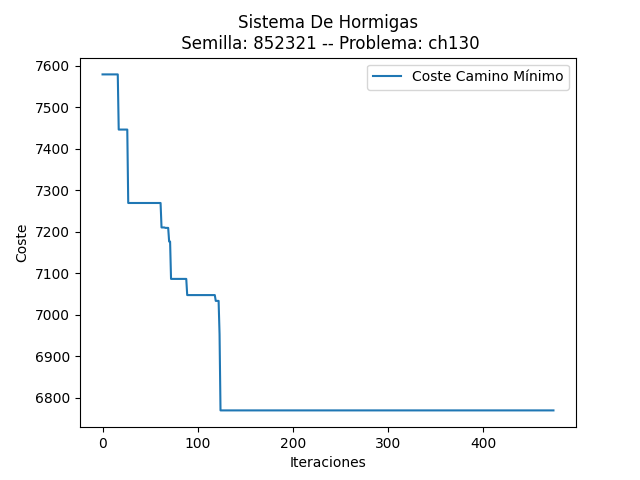 Sistema De Hormigas
Semilla: 852321 -- Problema: ch130
Coste Camino Mínimo
7600
7500
7400
7300
7200
7100
7000
6900
6800
Coste
0 100 200 300 400
Iteraciones